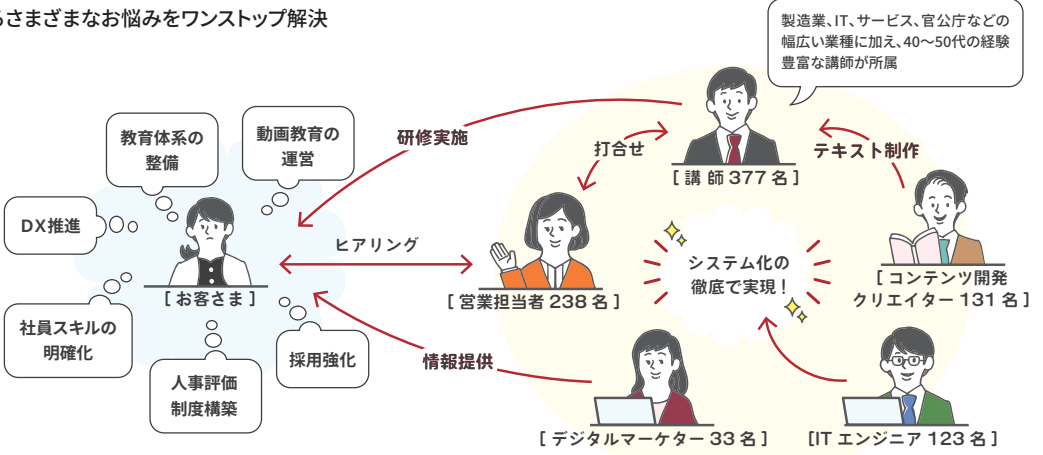 さまざまなお悩みをワンストップ解決
製造業、IT、サービス、官公庁などの
幅広い業種に加え、40〜50代の経験
豊富な講師が所属
教育体系の
整備
動画教育の
運営
DX推進
社員スキルの
明確化
人事評価
制度構築
採用強化
[ お客さま ]
研修実施
ヒアリング
情報提供
打合せ
テキスト制作
[ 講 師 377 名 ]
[ 営業担当者 238 名 ]
システム化の
徹底で実現！
[ コンテンツ開発
クリエイター 131 名 ]
[ デジタルマーケター 33 名 ]
[IT エンジニア 123 名 ]